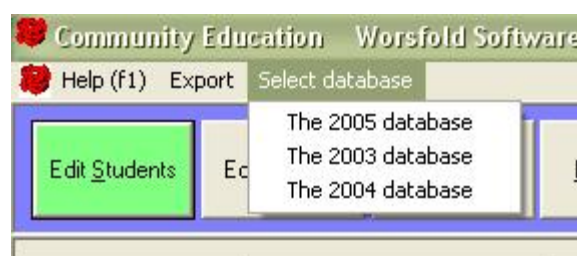 Community Education Worsfold Software
Help (f1) Export Select database
The 2005 database
The 2003 database
The 2004 database
Edit Students